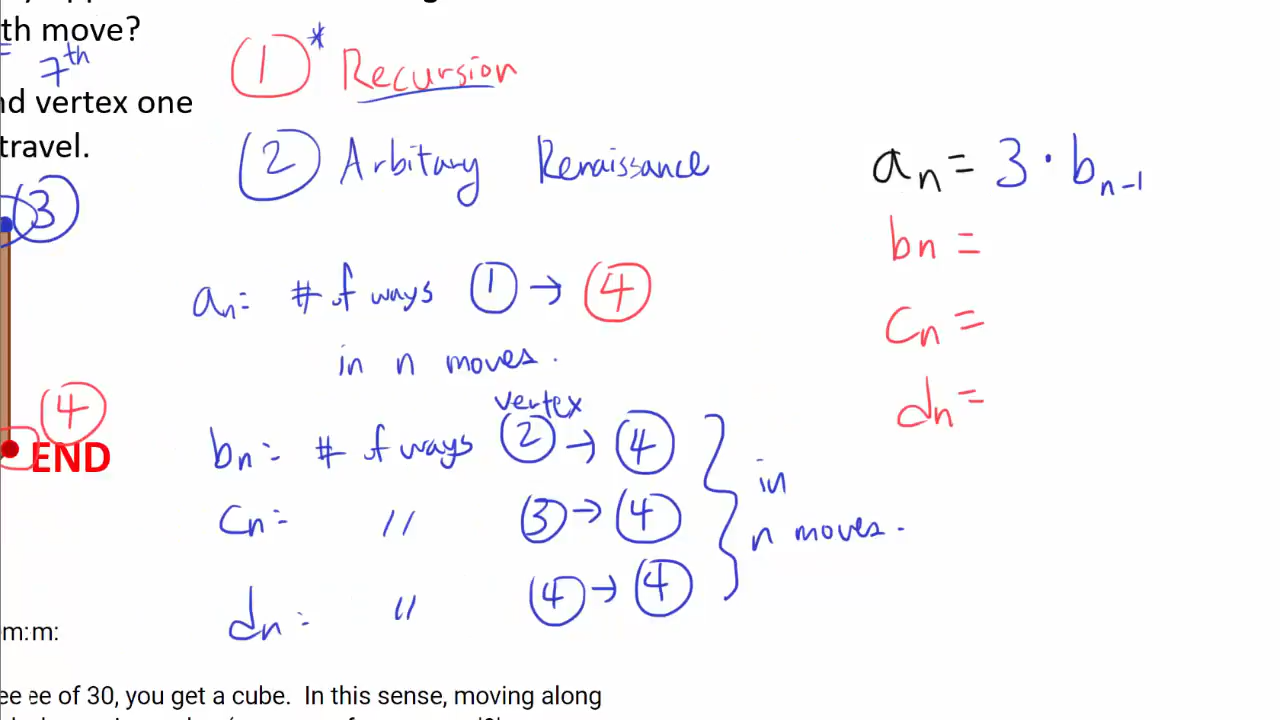 th move?
= 7th
nd vertex one
travel.
3
4
END
1 * Recursion
2 Arbitary Renaissance
an = # of ways 1 → 4
in n moves.
vertex
bn = # of ways 2 → 4
cn = // 3 → 4
dn = // 4 → 4
in
n moves.
an = 3 · bn-1
bn =
cn =
dn =
m:m:
ee ee of 30, you get a cube. In this sense, moving along